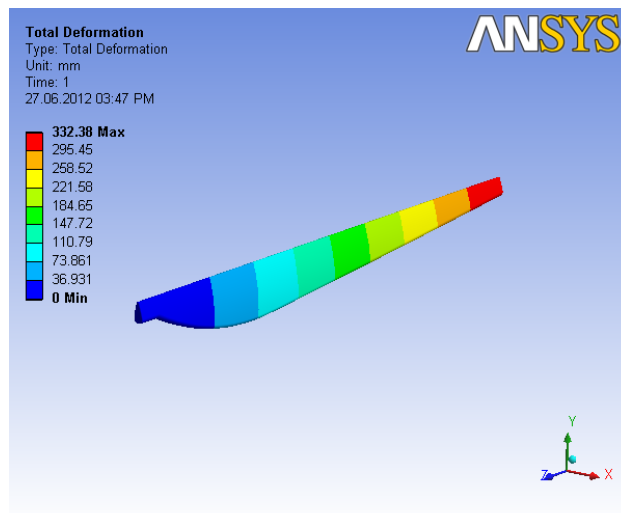 Total Deformation
Type: Total Deformation
Unit: mm
Time: 1
27.06.2012 03:47 PM
ANSYS
332.38 Max
295.45
258.52
221.58
184.65
147.72
110.79
73.861
36.931
0 Min
Y
Z
X